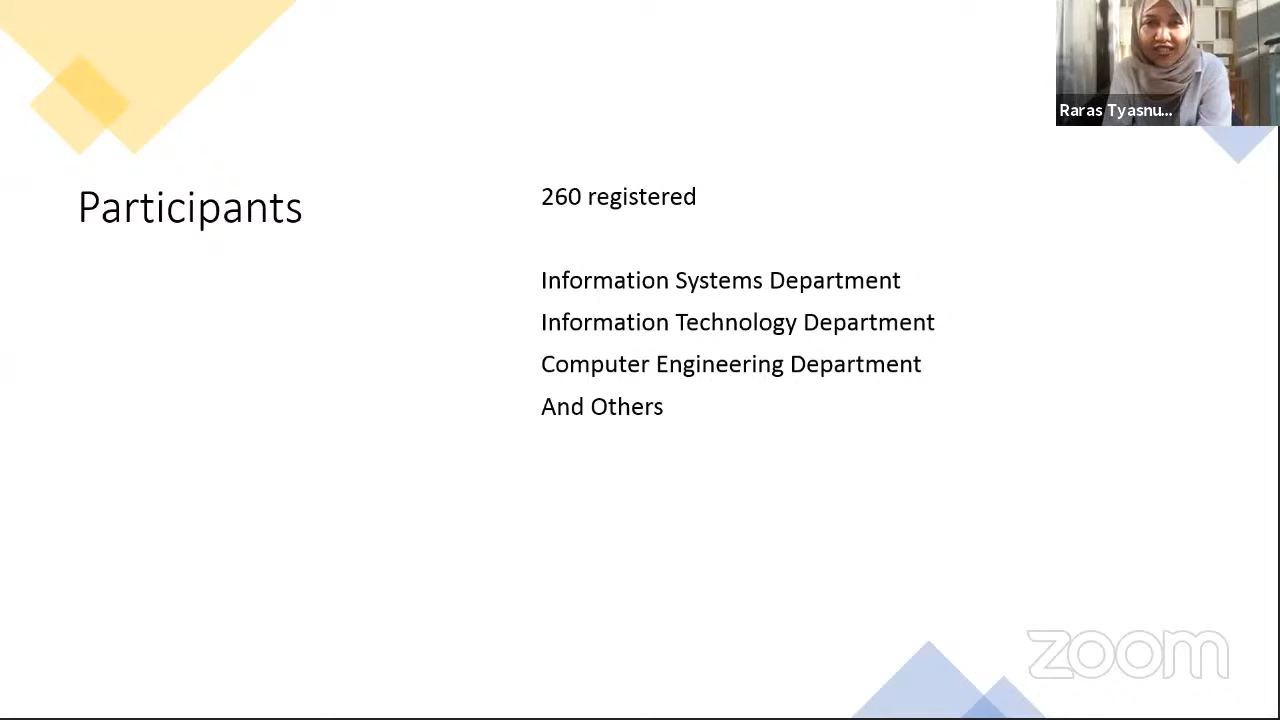 Raras Tyasnu...
Participants
260 registered
Information Systems Department
Information Technology Department
Computer Engineering Department
And Others
zoom